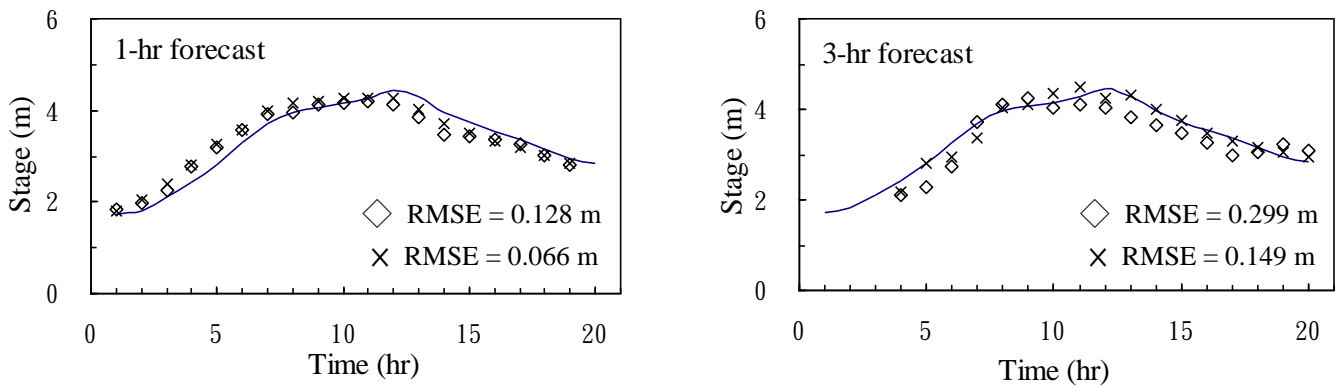 6
1-hr forecast
4
Stage (m)
2
RMSE = 0.128 m
RMSE = 0.066 m
0
0 5 10 15 20
Time (hr)
6
3-hr forecast
4
Stage (m)
2
RMSE = 0.299 m
RMSE = 0.149 m
0
0 5 10 15 20
Time (hr)